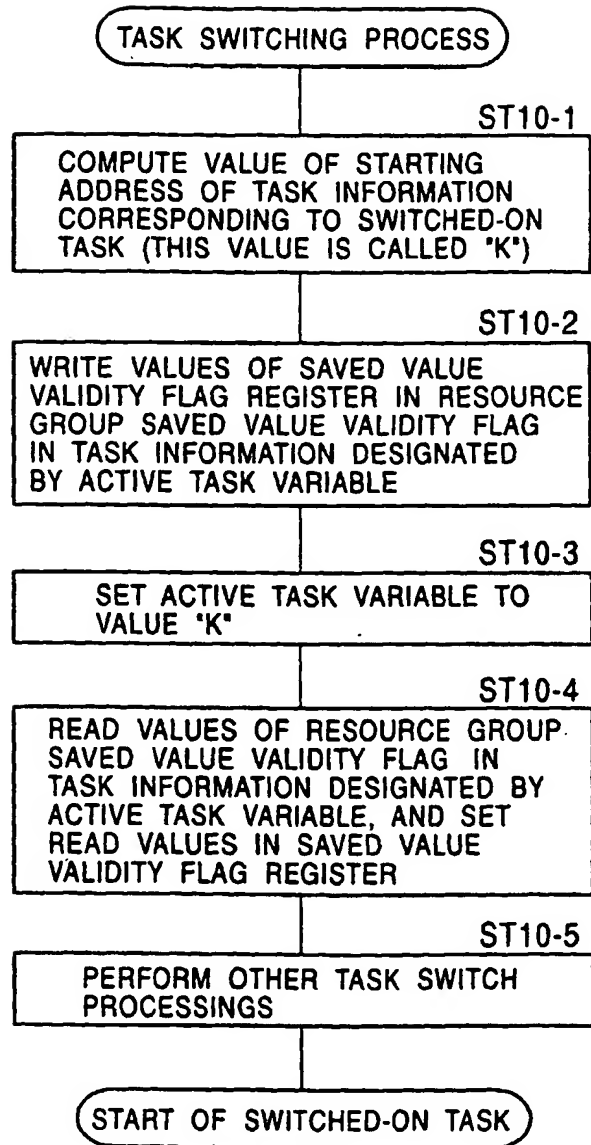 TASK SWITCHING PROCESS
ST10-1
COMPUTE VALUE OF STARTING
ADDRESS OF TASK INFORMATION
CORRESPONDING TO SWITCHED-ON
TASK (THIS VALUE IS CALLED "K")
ST10-2
WRITE VALUES OF SAVED VALUE
VALIDITY FLAG REGISTER IN RESOURCE
GROUP SAVED VALUE VALIDITY FLAG
IN TASK INFORMATION DESIGNATED
BY ACTIVE TASK VARIABLE
ST10-3
SET ACTIVE TASK VARIABLE TO
VALUE "K"
ST10-4
READ VALUES OF RESOURCE GROUP
SAVED VALUE VALIDITY FLAG IN
TASK INFORMATION DESIGNATED BY
ACTIVE TASK VARIABLE, AND SET
READ VALUES IN SAVED VALUE
VALIDITY FLAG REGISTER
ST10-5
PERFORM OTHER TASK SWITCH
PROCESSINGS
START OF SWITCHED-ON TASK